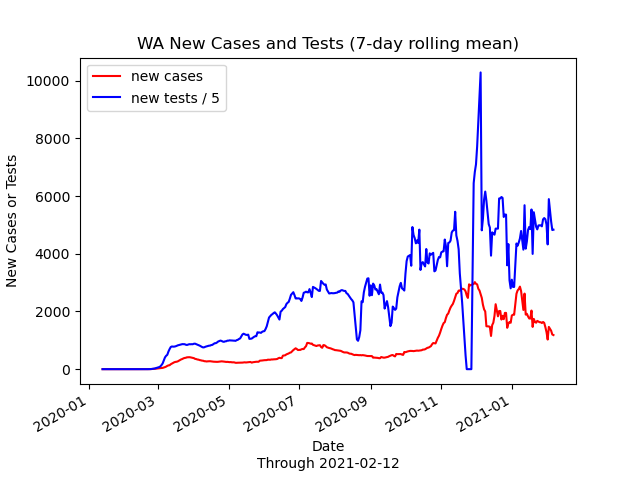 WA New Cases and Tests (7-day rolling mean)
new cases
new tests / 5
New Cases or Tests
10000
8000
6000
4000
2000
0
2020-01
2020-03
2020-05
2020-07
2020-09
2020-11
2021-01
Date
Through 2021-02-12